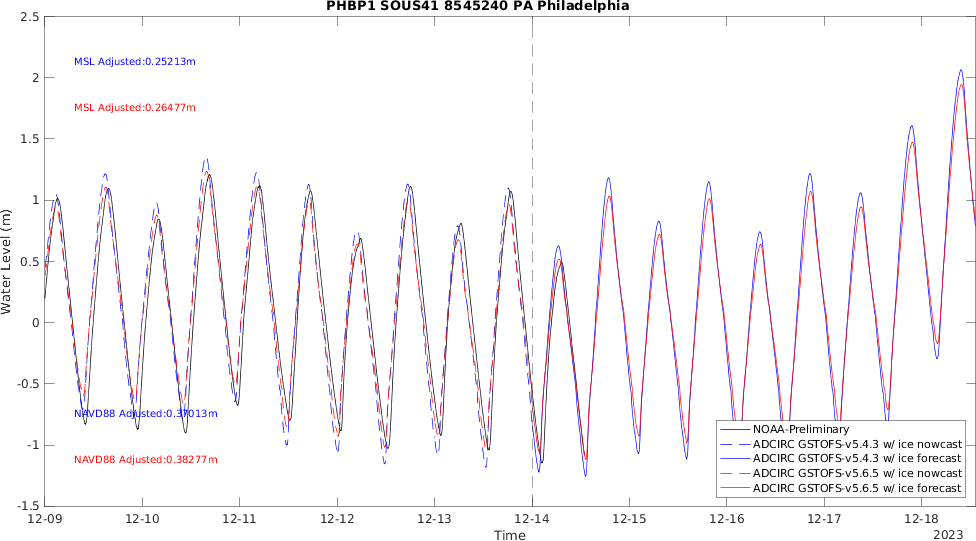 PHBP1 SOUS41 8545240 PA Philadelphia
2.5
2
1.5
1
0.5
0
-0.5
-1
-1.5
Water Level (m)
MSL Adjusted:0.25213m
MSL Adjusted:0.26477m
NAVD88 Adjusted:0.37013m
NAVD88 Adjusted:0.38277m
NOAA-Preliminary
ADCIRC GSTOFS-v5.4.3 w/ ice nowcast
ADCIRC GSTOFS-v5.4.3 w/ ice forecast
ADCIRC GSTOFS-v5.6.5 w/ ice nowcast
ADCIRC GSTOFS-v5.6.5 w/ ice forecast
12-09 12-10 12-11 12-12 12-13 12-14 12-15 12-16 12-17 12-18
Time
2023